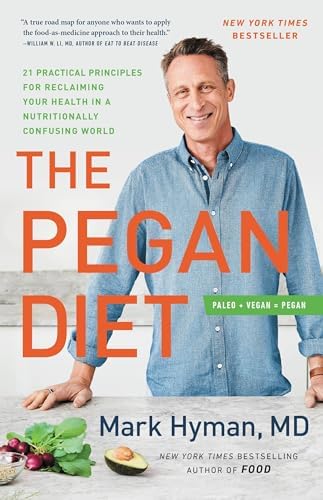 "A true road map for anyone who wants to apply
the food-as-medicine approach to their health."
—WILLIAM W. LI, MD, AUTHOR OF EAT TO BEAT DISEASE
NEW YORK TIMES
BESTSELLER
21 PRACTICAL PRINCIPLES
FOR RECLAIMING
YOUR HEALTH IN A
NUTRITIONALLY
CONFUSING WORLD
THE
PEGAN
DIET
PALEO + VEGAN = PEGAN
Mark Hyman, MD
NEW YORK TIMES BESTSELLING
AUTHOR OF FOOD